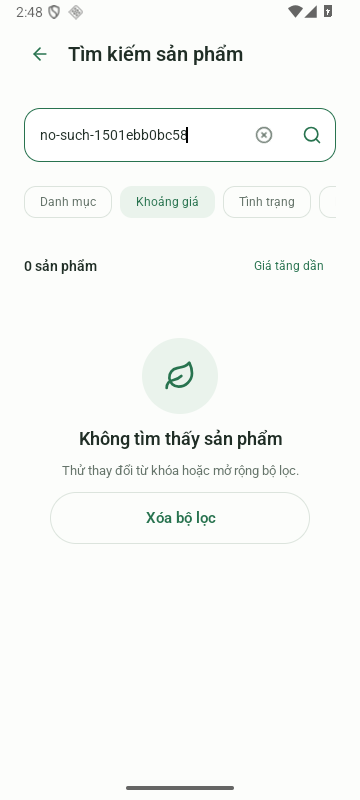 2:48
Tìm kiếm sản phẩm
no-such-1501ebb0bc58
Danh mục
Khoảng giá
Tình trạng
0 sản phẩm
Giá tăng dần
Không tìm thấy sản phẩm
Thử thay đổi từ khóa hoặc mở rộng bộ lọc.
Xóa bộ lọc